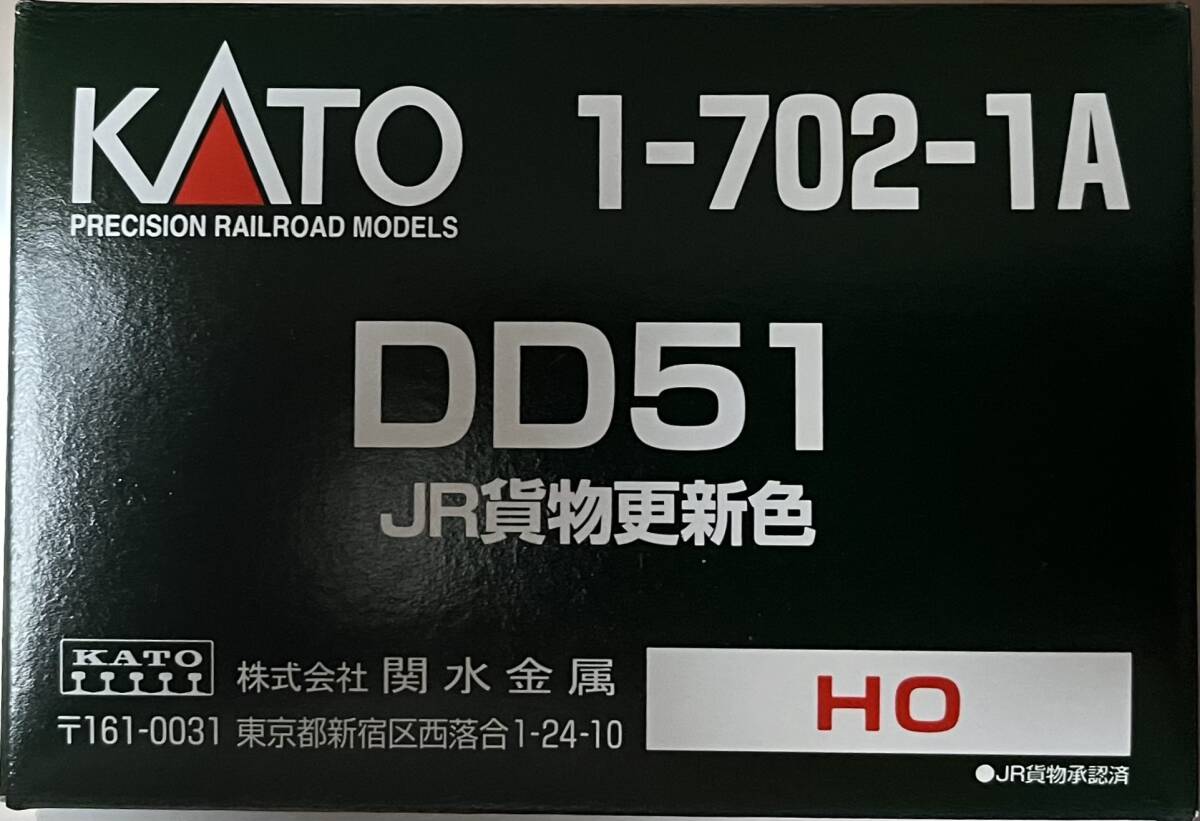 KATO 1-702-1A
PRECISION RAILROAD MODELS
DD51
JR貨物更新色
KATO 株式会社 関水金属
〒161-0031 東京都新宿区西落合1-24-10
HO
●JR貨物承認済